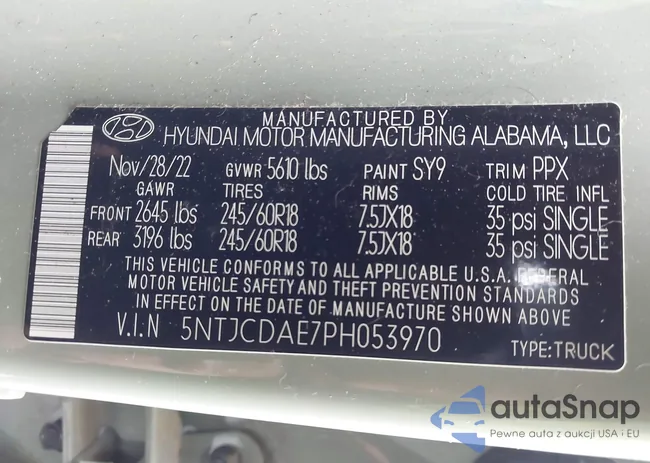 MANUFACTURED BY
HYUNDAI MOTOR MANUFACTURING ALABAMA, LLC
Nov/28/22 GVWR 5610 lbs PAINT SY9 TRIM PPX
GAWR TIRES RIMS COLD TIRE INFL
FRONT 2645 lbs 245/60R18 7.5JX18 35 psi SINGLE
REAR 3196 lbs 245/60R18 7.5JX18 35 psi SINGLE
THIS VEHICLE CONFORMS TO ALL APPLICABLE U.S.A. FEDERAL
MOTOR VEHICLE SAFETY AND THEFT PREVENTION STANDARDS
IN EFFECT ON THE DATE OF MANUFACTURE SHOWN ABOVE.
V.I.N 5NTJCDAE7PH053970 TYPE:TRUCK
autaSnap
Pewne auta z aukcji USA i EU